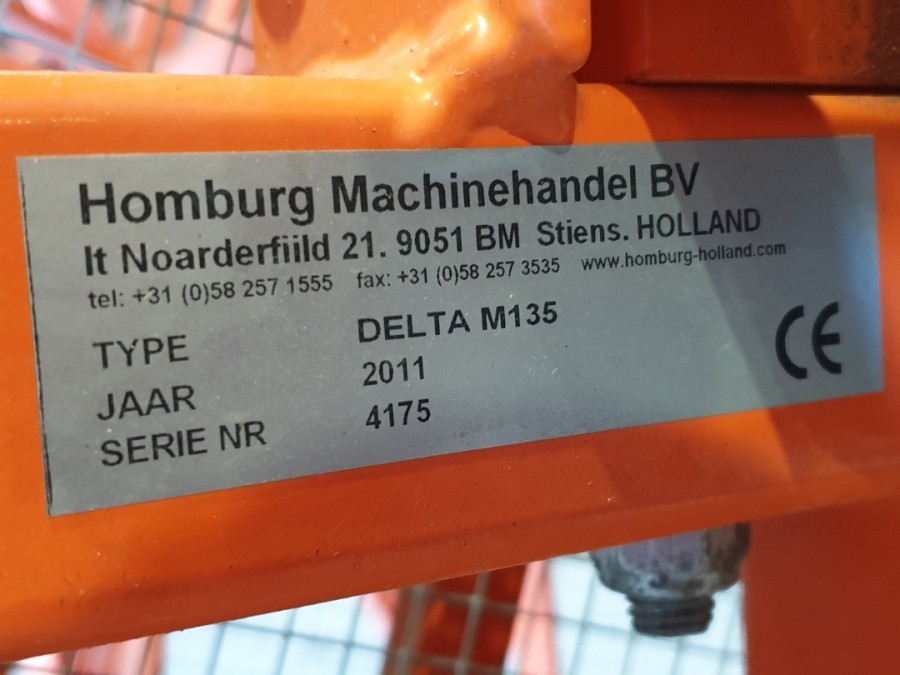 Homburg Machinehandel BV
It Noarderfiild 21. 9051 BM Stiens. HOLLAND
tel: +31 (0)58 257 1555 fax: +31 (0)58 257 3535 www.homburg-holland.com
TYPE DELTA M135
JAAR 2011
SERIE NR 4175
CE